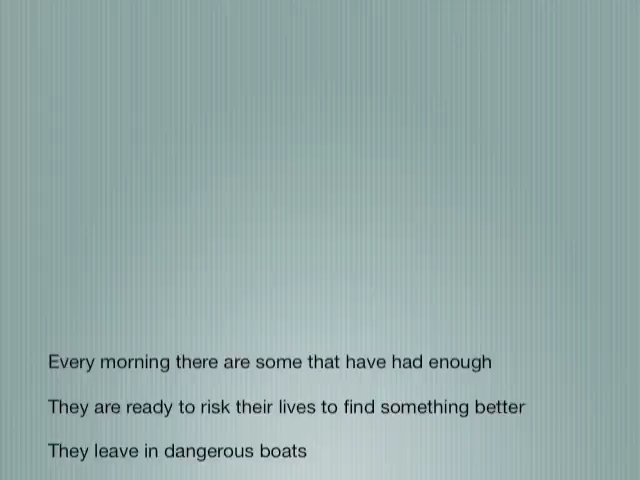 Every morning there are some that have had enough
They are ready to risk their lives to find something better
They leave in dangerous boats